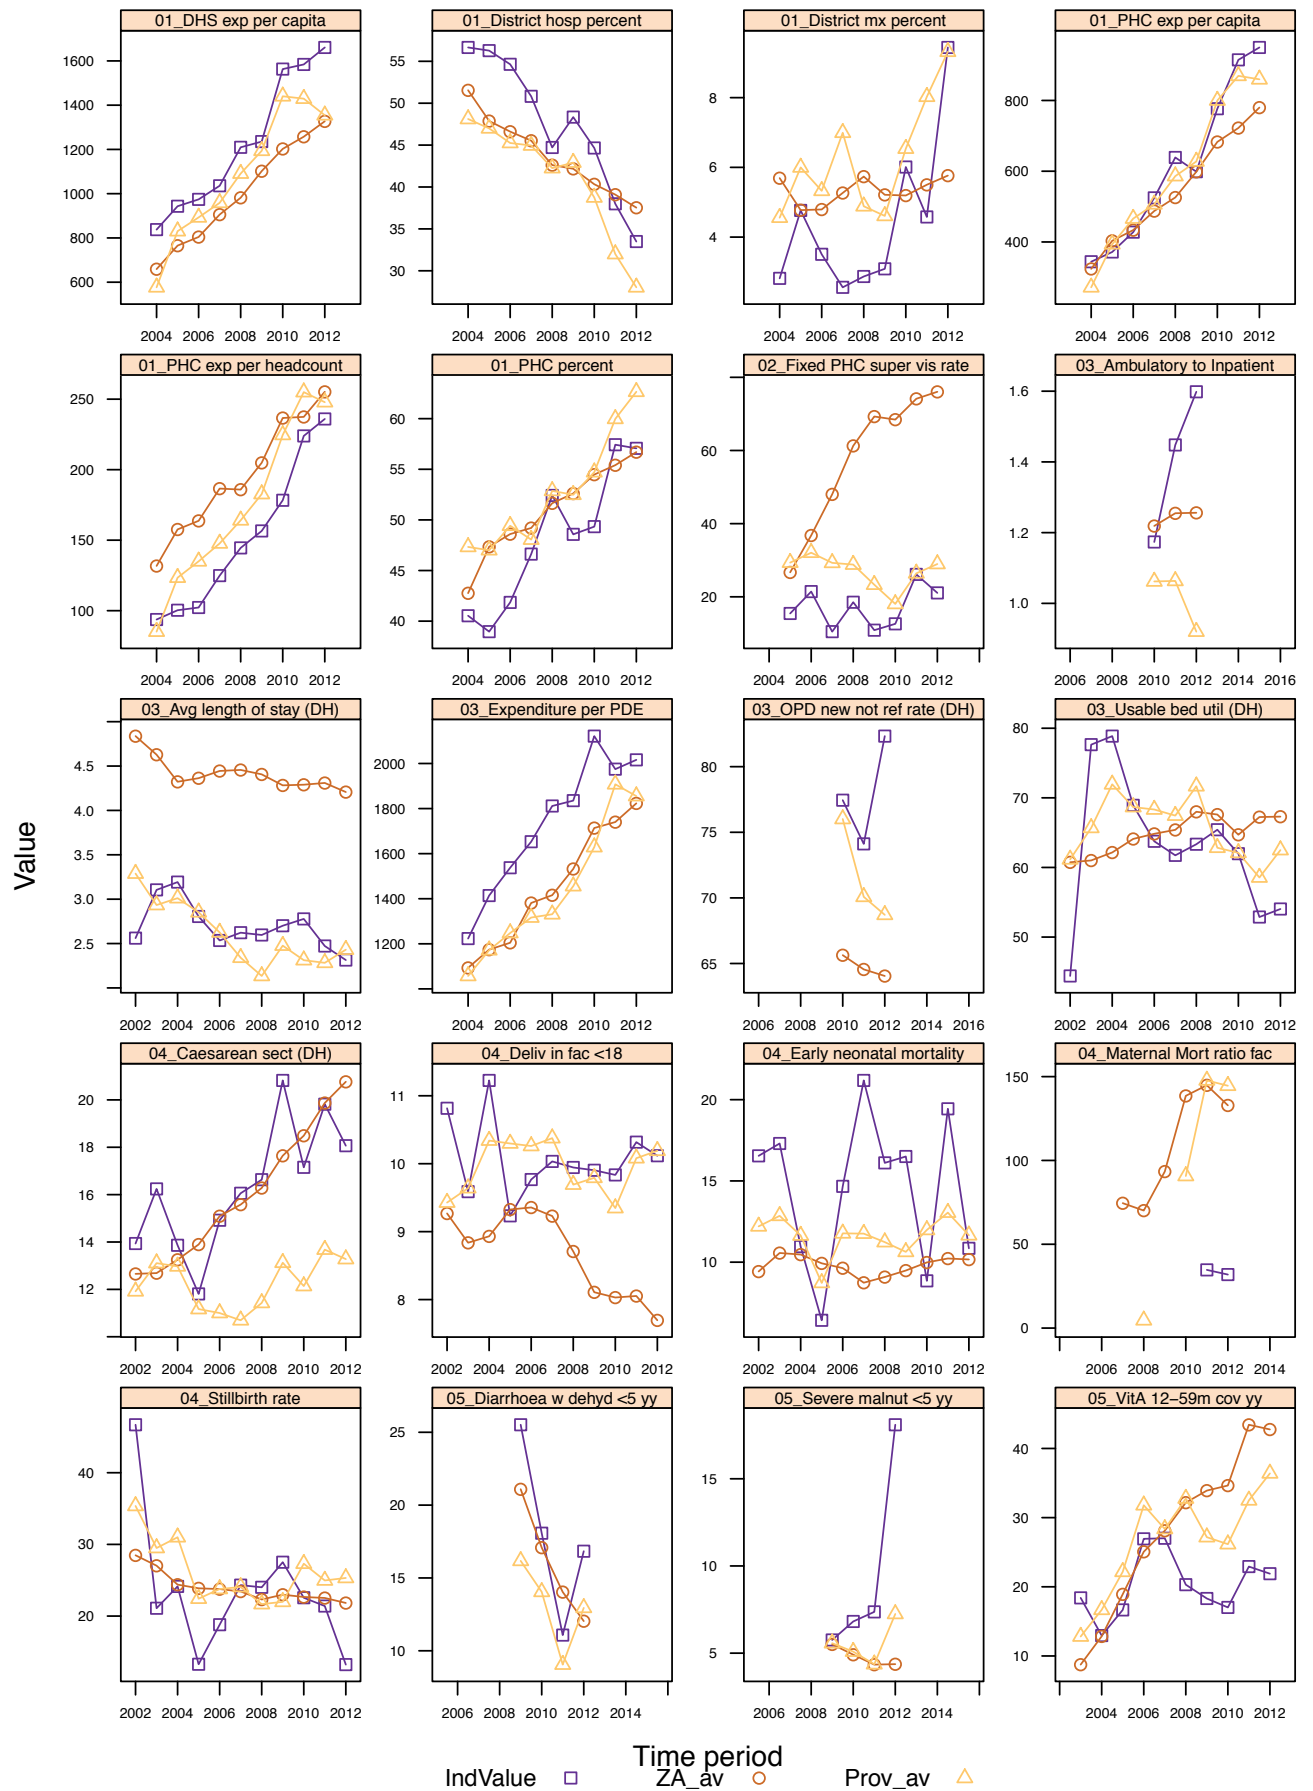 01_DHS exp per capita
01_District hosp percent
01_District mx percent
01_PHC exp per capita
600 800 1000 1200 1400 1600
30 35 40 45 50 55
4 6 8
400 600 800
2004 2006 2008 2010 2012
2004 2006 2008 2010 2012
2004 2006 2008 2010 2012
2004 2006 2008 2010 2012
01_PHC exp per headcount
01_PHC percent
02_Fixed PHC super vis rate
03_Ambulatory to Inpatient
100 150 200 250
40 45 50 55 60
20 40 60
1.0 1.2 1.4 1.6
2004 2006 2008 2010 2012
2004 2006 2008 2010 2012
2004 2006 2008 2010 2012
2006 2008 2010 2012 2014 2016
03_Avg length of stay (DH)
03_Expenditure per PDE
03_OPD new not ref rate (DH)
03_Usable bed util (DH)
2.5 3.0 3.5 4.0 4.5
1200 1400 1600 1800 2000
65 70 75 80
50 60 70 80
2002 2004 2006 2008 2010 2012
2004 2006 2008 2010 2012
2006 2008 2010 2012 2014 2016
2002 2004 2006 2008 2010 2012
04_Caesarean sect (DH)
04_Deliv in fac <18
04_Early neonatal mortality
04_Maternal Mort ratio fac
12 14 16 18 20
8 9 10 11
10 15 20
0 50 100 150
2002 2004 2006 2008 2010 2012
2002 2004 2006 2008 2010 2012
2002 2004 2006 2008 2010 2012
2006 2008 2010 2012 2014
04_Stillbirth rate
05_Diarrhoea w dehyd <5 yy
05_Severe malnut <5 yy
05_VitA 12−59m cov yy
20 30 40
10 15 20 25
5 10 15
10 20 30 40
2002 2004 2006 2008 2010 2012
2006 2008 2010 2012 2014
2006 2008 2010 2012 2014
2004 2006 2008 2010 2012
Value
Time period
IndValue ZA_av Prov_av